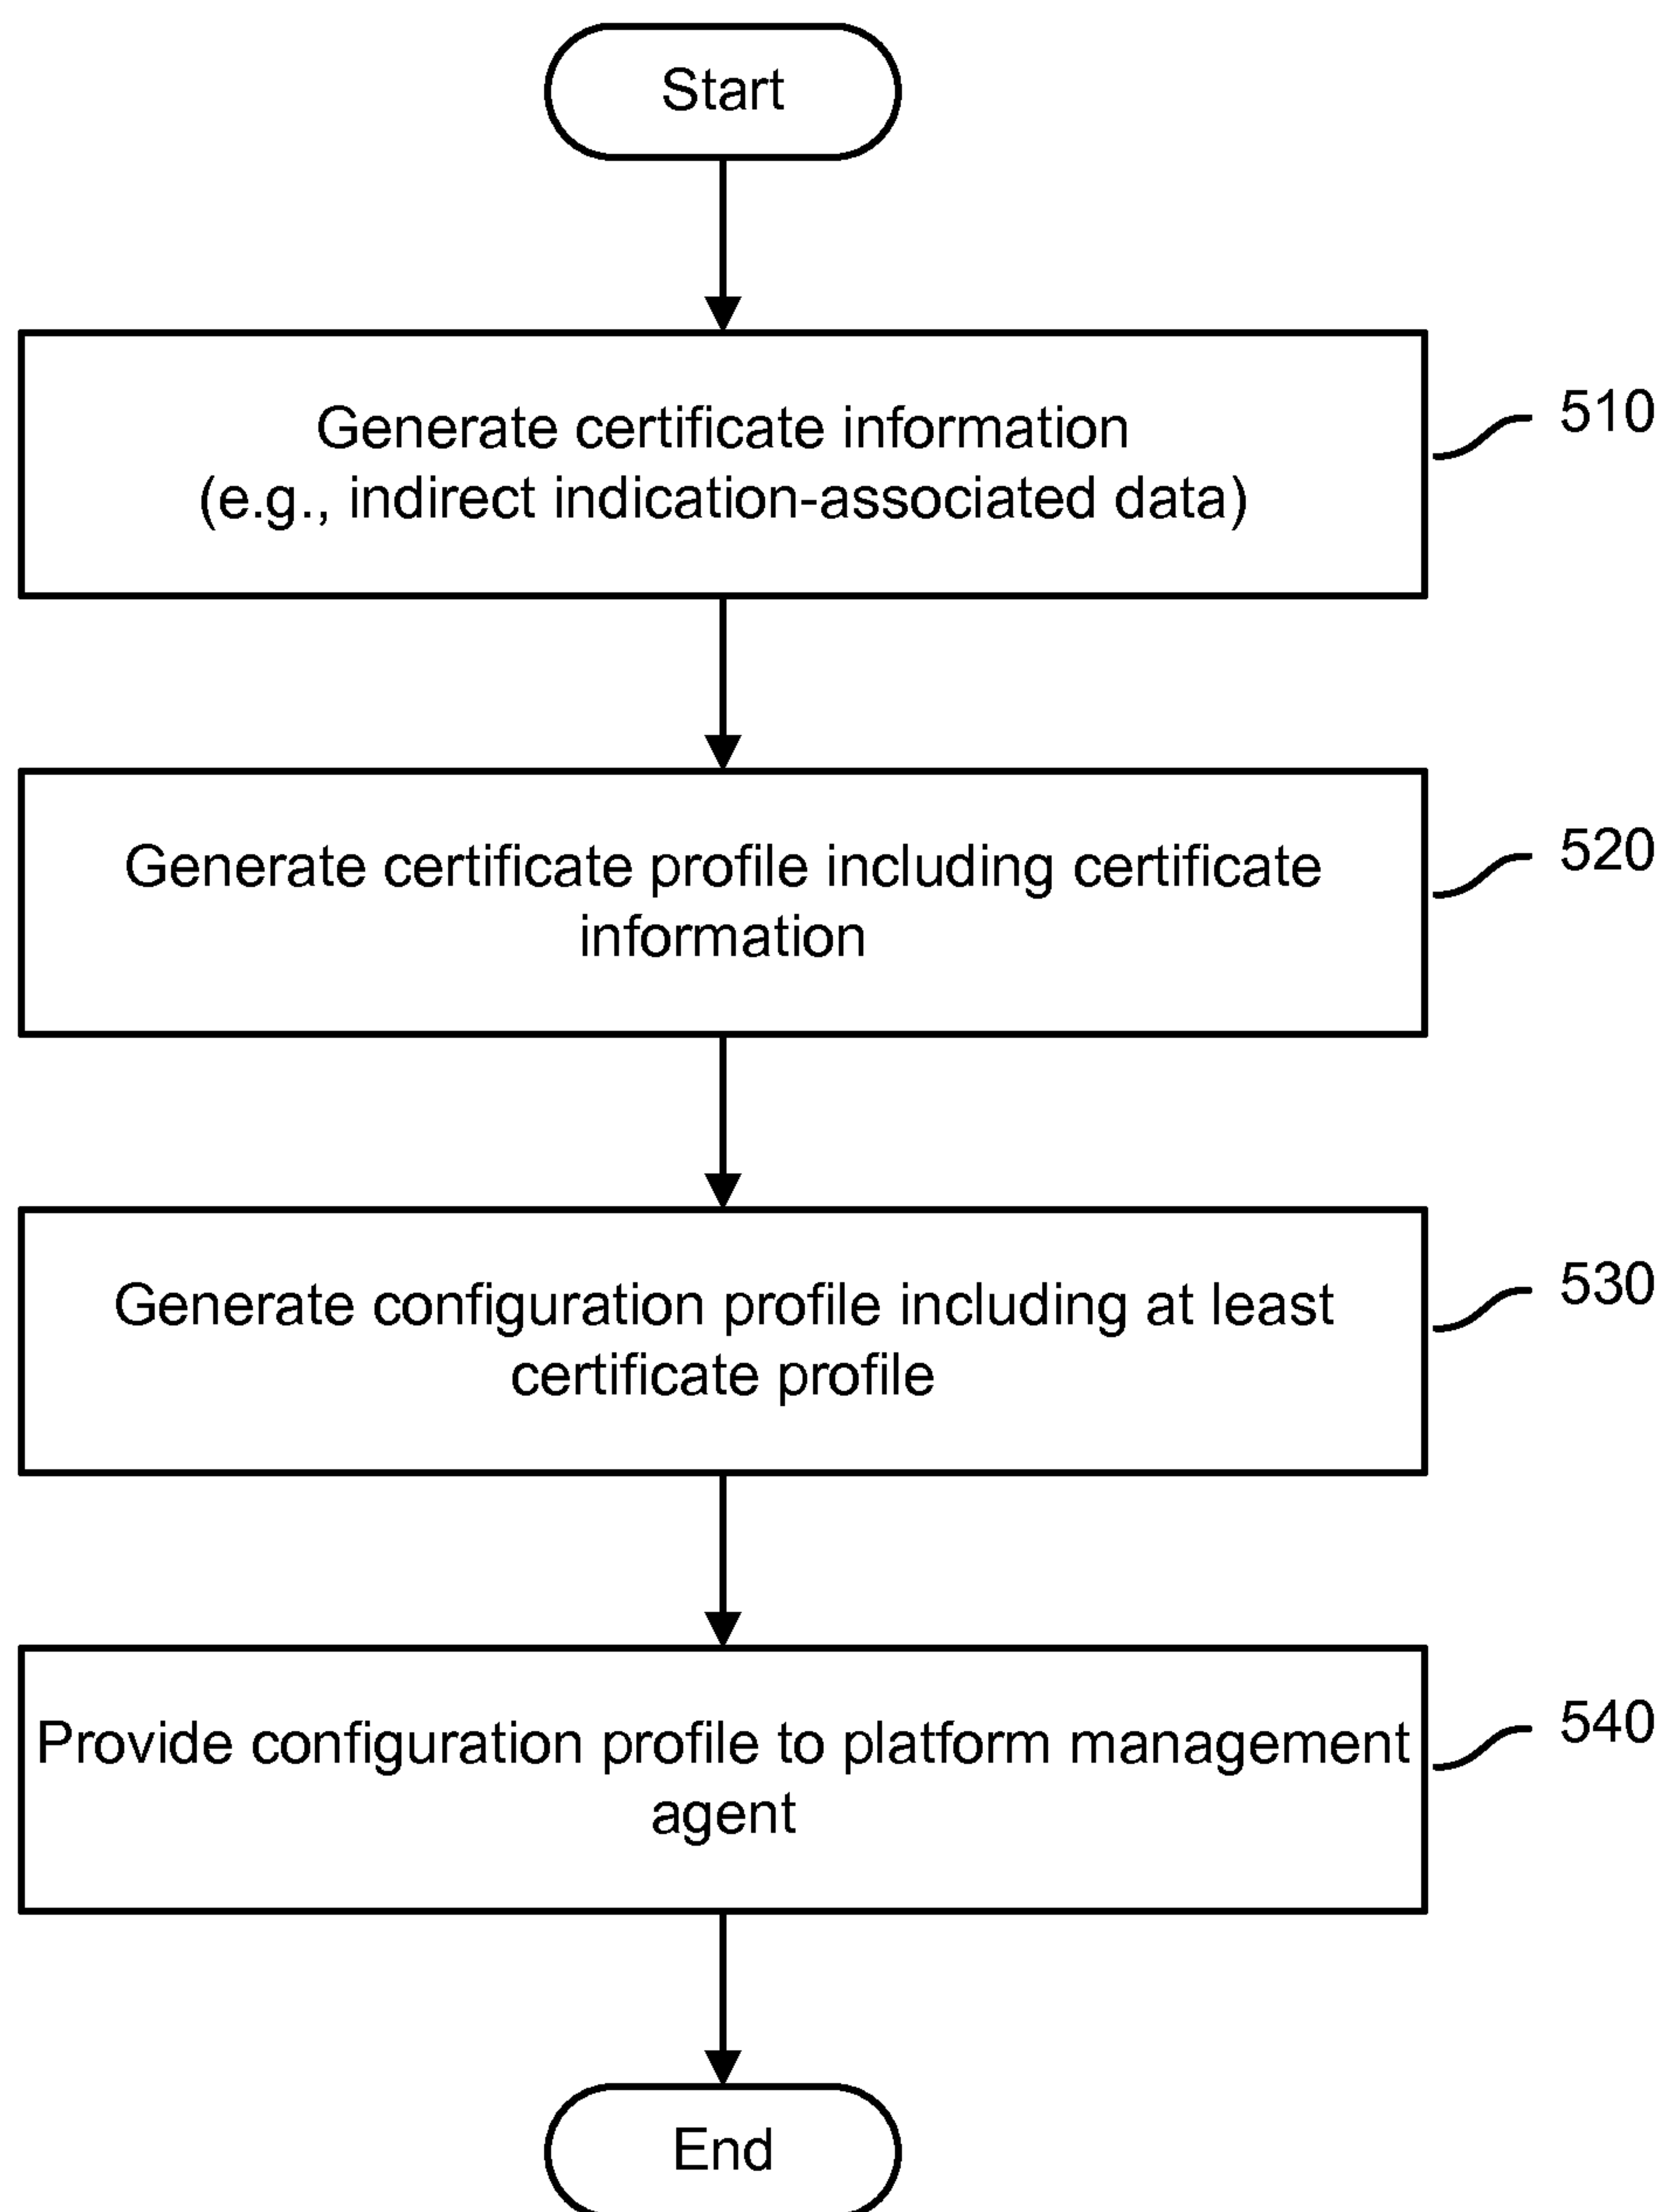 Start
Generate certificate information
(e.g., indirect indication-associated data)
510
Generate certificate profile including certificate
information
520
Generate configuration profile including at least
certificate profile
530
Provide configuration profile to platform management
agent
540
End